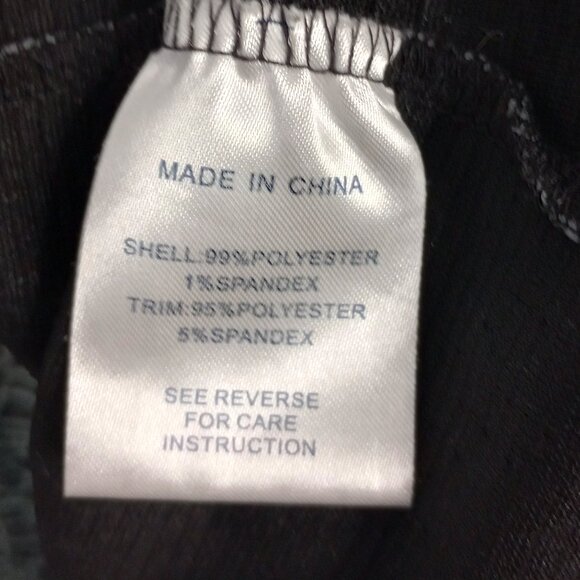 MADE IN CHINA
SHELL:99%POLYESTER
1%SPANDEX
TRIM:95%POLYESTER
5%SPANDEX
SEE REVERSE
FOR CARE
INSTRUCTION